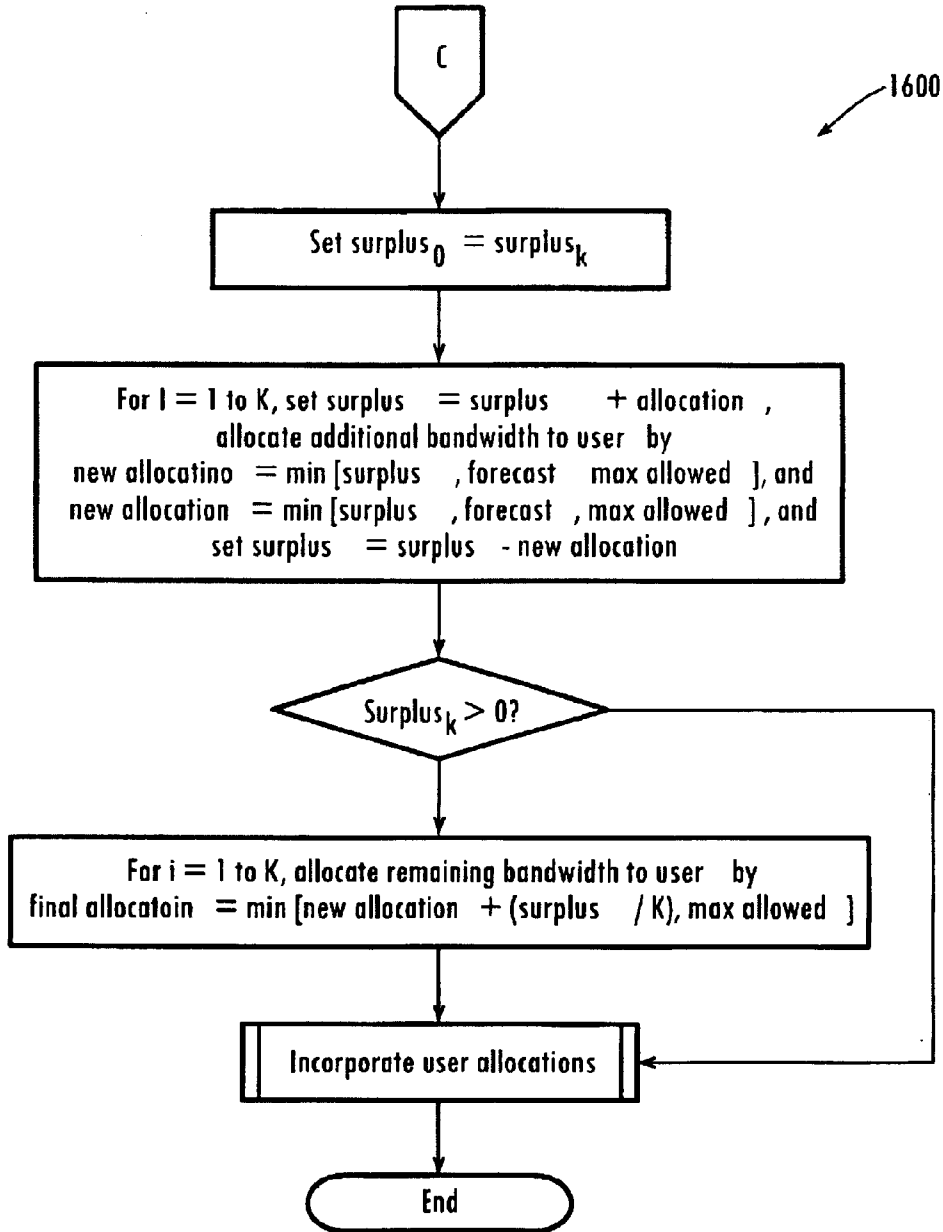 C
1600
Set surplus0 = surplusk
For I = 1 to K, set surplus = surplus + allocation ,
allocate additional bandwidth to user by
new allocatino = min [surplus , forecast max allowed ], and
new allocation = min [surplus , forecast , max allowed ], and
set surplus = surplus - new allocation
Surplusk > 0?
For i = 1 to K, allocate remaining bandwidth to user by
final allocatoin = min [new allocation + (surplus / K), max allowed ]
Incorporate user allocations
End